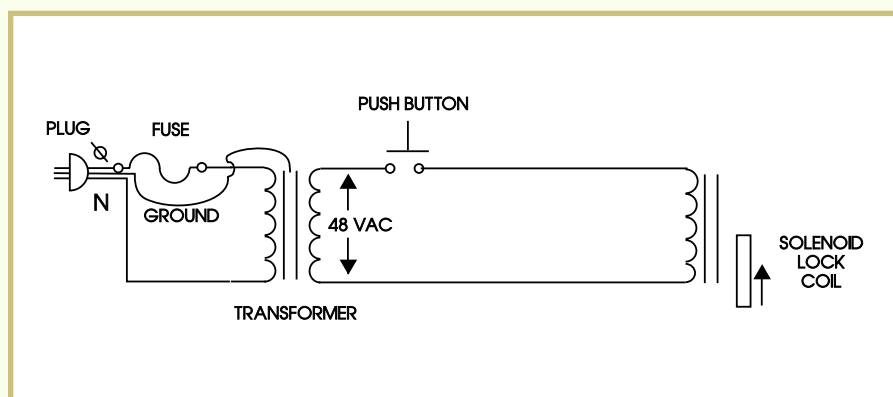 PUSH BUTTON
PLUG
FUSE
N
GROUND
48 VAC
TRANSFORMER
SOLENOID
LOCK
COIL